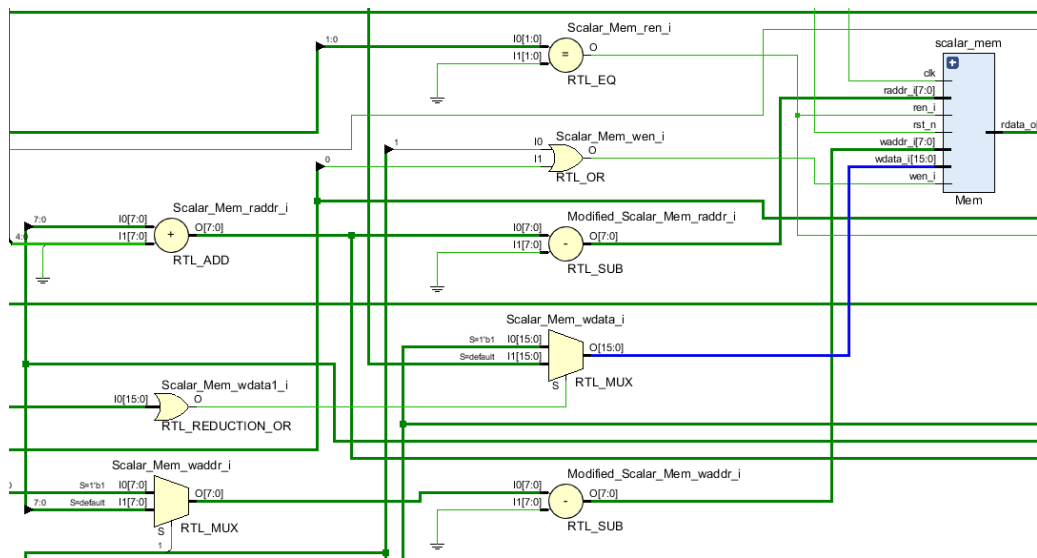 Scalar_Mem_ren_i
1:0
I0[1:0]
I1[1:0]
O
=
RTL_EQ
scalar_mem
clk
raddr_i[7:0]
ren_i
rst_n
waddr_i[7:0]
wdata_i[15:0]
wen_i
Mem
Scalar_Mem_wen_i
1
I0
0
I1
O
RTL_OR
Scalar_Mem_raddr_i
7:0
I0[7:0]
I1[7:0]
+
O[7:0]
RTL_ADD
Modified_Scalar_Mem_raddr_i
I0[7:0]
I1[7:0]
-
O[7:0]
RTL_SUB
Scalar_Mem_wdata_i
S=1'b1
I0[15:0]
S=default
I1[15:0]
O[15:0]
S
RTL_MUX
Scalar_Mem_wdata1_i
I0[15:0]
O
RTL_REDUCTION_OR
Scalar_Mem_waddr_i
S=1'b1
I0[7:0]
7:0
S=default
I1[7:0]
O[7:0]
S
1
RTL_MUX
Modified_Scalar_Mem_waddr_i
I0[7:0]
I1[7:0]
-
O[7:0]
RTL_SUB